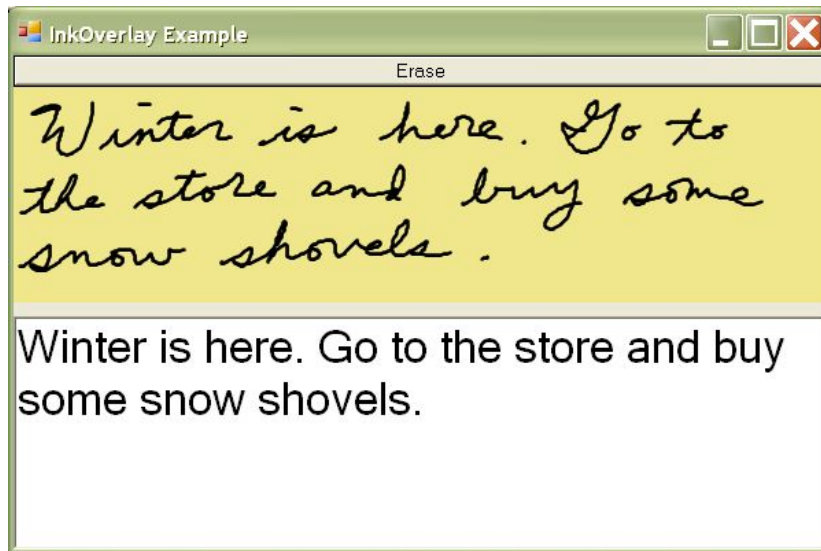 InkOverlay Example
Erase
Winter is here. Go to
the store and buy some
snow shovels.
Winter is here. Go to the store and buy
some snow shovels.